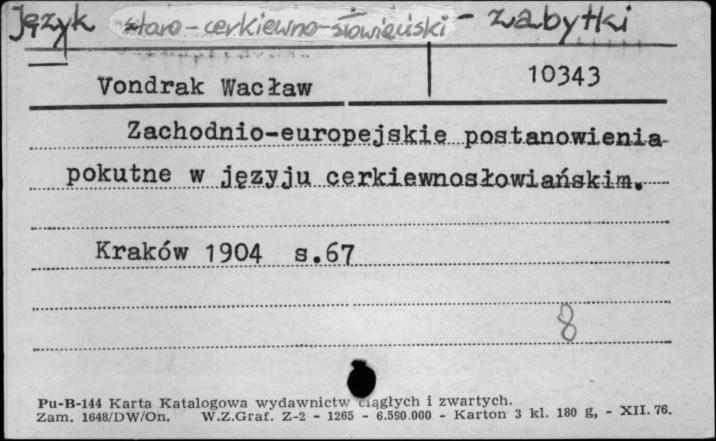 Język staro-cerkiewno-słowiański - zabytki
Vondrak Wacław 10343
Zachodnio-europejskie postanowienia
pokutne w języju cerkiewnosłowiańskim.
Kraków 1904 s.67
8
Pu-B-144 Karta Katalogowa wydawnictw ciągłych i zwartych.
Zam. 1648/DW/On. W.Z.Graf. Z-2 - 1265 - 6.590.000 - Karton 3 kl. 180 g, - XII. 76.